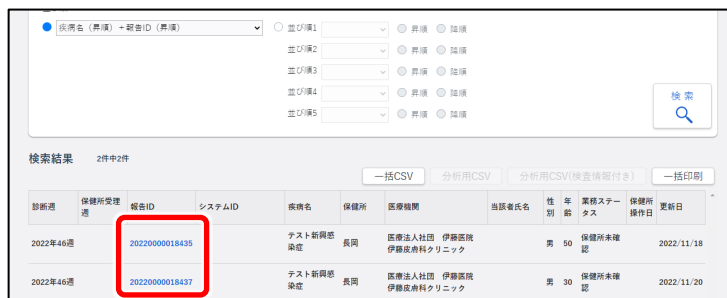 疾病名（昇順）＋報告ID（昇順） 並び順1 昇順 降順
並び順2 昇順 降順
並び順3 昇順 降順
並び順4 昇順 降順
並び順5 昇順 降順
検索
検索結果 2件中2件
一括CSV 分析用CSV 分析用CSV(検査情報付き) 一括印刷
診断週 保健所受理週 報告ID システムID 疾病名 保健所 医療機関 当該者氏名 性別 年齢 業務ステータス 保健所操作日 更新日
2022年46週 20220000018435 テスト新興感染症 長岡 医療法人社団 伊藤医院 伊藤皮膚科クリニック 男 50 保健所未確認 2022/11/18
2022年46週 20220000018437 テスト新興感染症 長岡 医療法人社団 伊藤医院 伊藤皮膚科クリニック 男 30 保健所未確認 2022/11/20